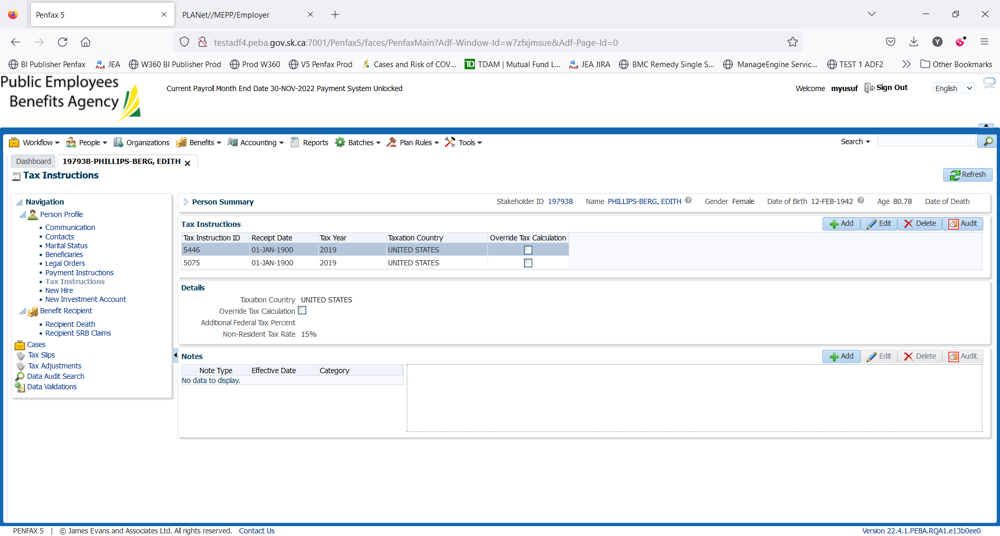 Penfax 5
PLANet//MEPP/Employer
testadf4.peba.gov.sk.ca:7001/Penfax5/faces/PenfaxMain?Adf-Window-Id=w7zfxjmsue&Adf-Page-Id=0
Y
BI Publisher Penfax
Prod JEA
W360 BI Publisher Prod
Prod W360
V5 Penfax Prod
Cases and Risk of COV...
TD TDAM | Mutual Fund L...
Prod JEA JIRA
BMC Remedy Single S...
ManageEngine Servic...
TEST 1 ADF2
Other Bookmarks
Public Employees
Benefits Agency
Current Payroll Month End Date 30-NOV-2022 Payment System Unlocked
Welcome myusuf Sign Out English
Workflow People Organizations Benefits Accounting Reports Batches Plan Rules Tools Search
Dashboard 197938-PHILLIPS-BERG, EDITH
Tax Instructions
Refresh
Navigation
Person Profile
Communication
Contacts
Marital Status
Beneficiaries
Legal Orders
Payment Instructions
Tax Instructions
New Hire
New Investment Account
Benefit Recipient
Recipient Death
Recipient SRB Claims
Cases
Tax Slips
Tax Adjustments
Data Audit Search
Data Validations
Person Summary Stakeholder ID 197938 Name PHILLIPS-BERG, EDITH Gender Female Date of Birth 12-FEB-1942 Age 80.78 Date of Death
Tax Instructions Add Edit Delete Audit
Tax Instruction ID Receipt Date Tax Year Taxation Country Override Tax Calculation
5446 01-JAN-1900 2019 UNITED STATES
5075 01-JAN-1900 2019 UNITED STATES
Details
Taxation Country UNITED STATES
Override Tax Calculation
Additional Federal Tax Percent
Non-Resident Tax Rate 15%
Notes Add Edit Delete Audit
Note Type Effective Date Category
No data to display.
PENFAX 5 | © James Evans and Associates Ltd. All rights reserved. Contact Us
Version 22.4.1.PEBA.RQA1.e13b0ee0